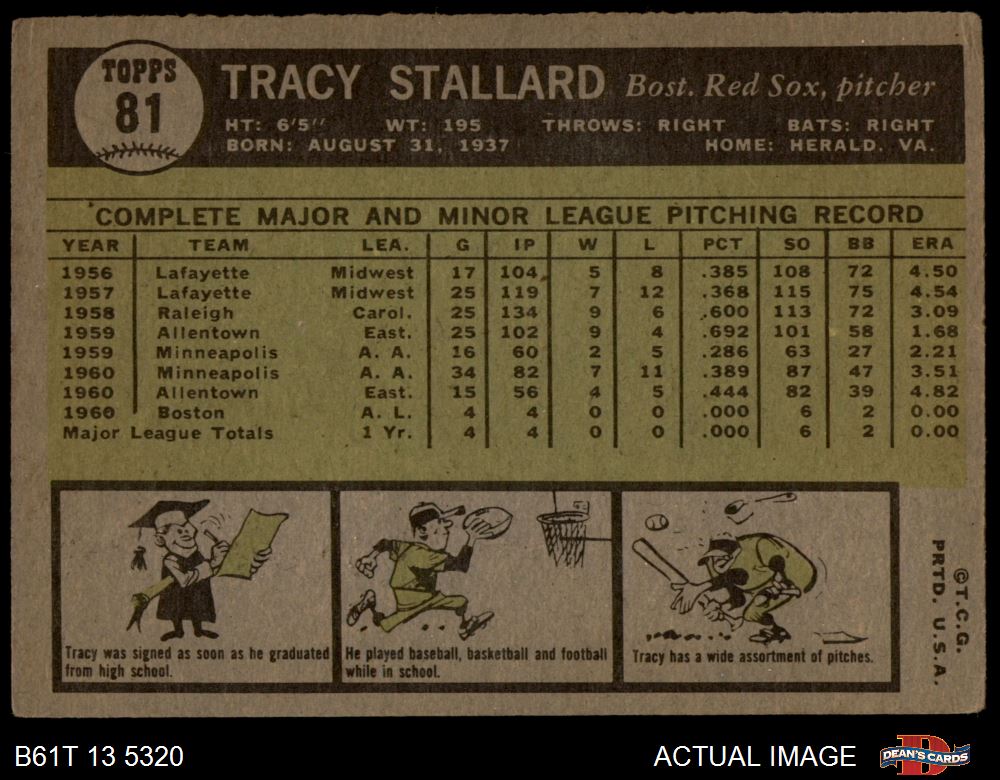 TOPPS
81
TRACY STALLARD Bost. Red Sox, pitcher
HT: 6'5" WT: 195 THROWS: RIGHT BATS: RIGHT
BORN: AUGUST 31, 1937 HOME: HERALD, VA.
COMPLETE MAJOR AND MINOR LEAGUE PITCHING RECORD
YEAR TEAM LEA. G IP W L PCT SO BB ERA
1956 Lafayette Midwest 17 104 5 8 .385 108 72 4.50
1957 Lafayette Midwest 25 119 7 12 .368 115 75 4.54
1958 Raleigh Carol. 25 134 9 6 .600 113 72 3.09
1959 Allentown East. 25 102 9 4 .692 101 58 1.68
1959 Minneapolis A. A. 16 60 2 5 .286 63 27 2.21
1960 Minneapolis A. A. 34 82 7 11 .389 87 47 3.51
1960 Allentown East. 15 56 4 5 .444 82 39 4.82
1960 Boston A. L. 4 4 0 0 .000 6 2 0.00
Major League Totals 1 Yr. 4 4 0 0 .000 6 2 0.00
Tracy was signed as soon as he graduated
from high school.
He played baseball, basketball and football
while in school.
Tracy has a wide assortment of pitches.
©T.C.G.
PRTD. U.S.A.
B61T 13 5320
ACTUAL IMAGE
DEAN'S CARDS